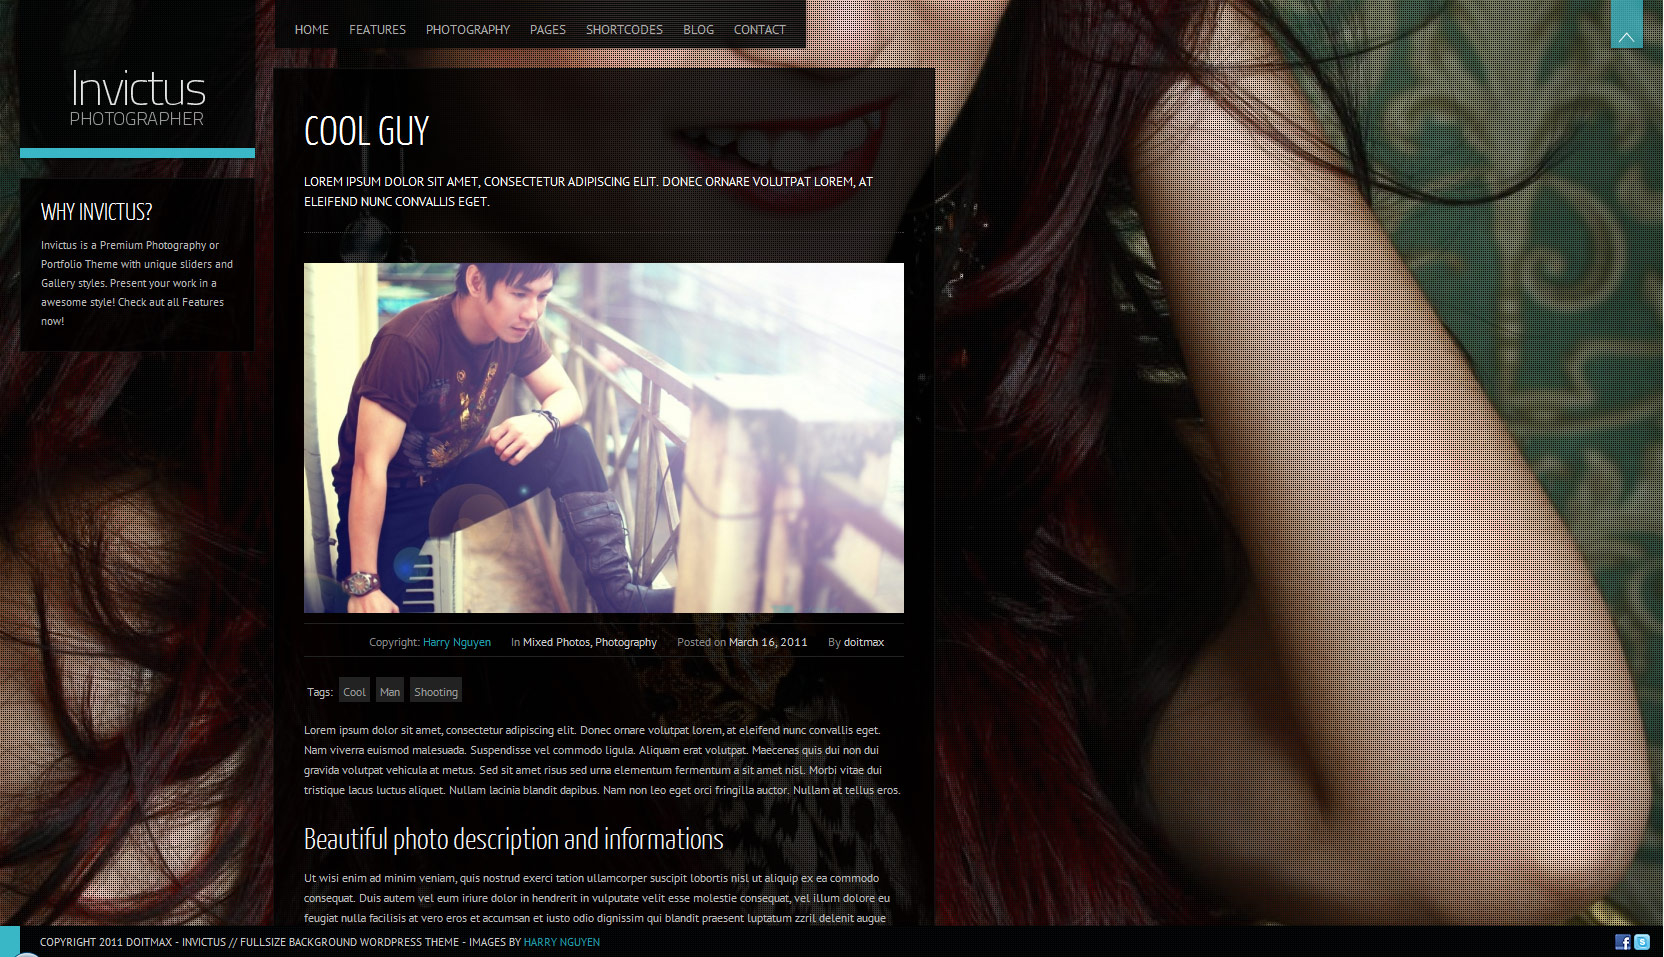 HOME FEATURES PHOTOGRAPHY PAGES SHORTCODES BLOG CONTACT
Invictus
PHOTOGRAPHER
WHY INVICTUS?
Invictus is a Premium Photography or
Portfolio Theme with unique sliders and
Gallery styles. Present your work in a
awesome style! Check aut all Features
now!
COOL GUY
LOREM IPSUM DOLOR SIT AMET, CONSECTETUR ADIPISCING ELIT. DONEC ORNARE VOLUTPAT LOREM, AT
ELEIFEND NUNC CONVALLIS EGET.
Copyright: Harry Nguyen In Mixed Photos, Photography Posted on March 16, 2011 By doitmax
Tags: Cool Man Shooting
Lorem ipsum dolor sit amet, consectetur adipiscing elit. Donec ornare volutpat lorem, at eleifend nunc convallis eget.
Nam viverra euismod malesuada. Suspendisse vel commodo ligula. Aliquam erat volutpat. Maecenas quis dui non dui
gravida volutpat vehicula at metus. Sed sit amet risus sed urna elementum fermentum a sit amet nisl. Morbi vitae dui
tristique lacus luctus aliquet. Nullam lacinia blandit dapibus. Nam non leo eget orci fringilla auctor. Nullam at tellus eros.
Beautiful photo description and informations
Ut wisi enim ad minim veniam, quis nostrud exerci tation ullamcorper suscipit lobortis nisl ut aliquip ex ea commodo
consequat. Duis autem vel eum iriure dolor in hendrerit in vulputate velit esse molestie consequat, vel illum dolore eu
feugiat nulla facilisis at vero eros et accumsan et iusto odio dignissim qui blandit praesent luptatum zzril delenit augue
COPYRIGHT 2011 DOITMAX - INVICTUS // FULLSIZE BACKGROUND WORDPRESS THEME - IMAGES BY HARRY NGUYEN